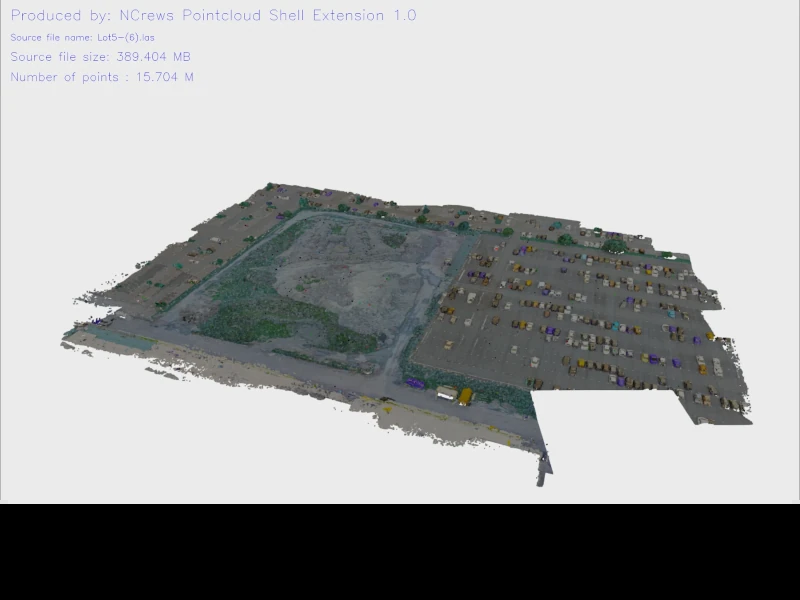 Produced by: NCrews Pointcloud Shell Extension 1.0
Source file name: Lot5-(6).las
Source file size: 389.404 MB
Number of points : 15.704 M